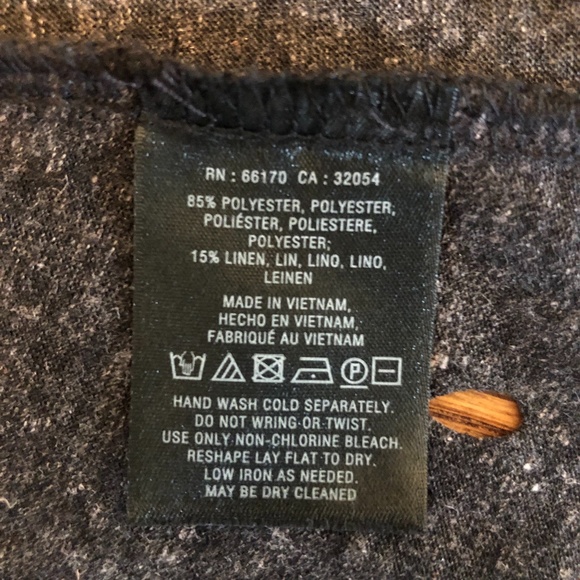 RN : 66170 CA : 32054
85% POLYESTER, POLYESTER,
POLIÉSTER, POLIESTERE,
POLYESTER;
15% LINEN, LIN, LINO, LINO,
LEINEN
MADE IN VIETNAM,
HECHO EN VIETNAM,
FABRIQUÉ AU VIETNAM
P
HAND WASH COLD SEPARATELY.
DO NOT WRING OR TWIST.
USE ONLY NON-CHLORINE BLEACH.
RESHAPE LAY FLAT TO DRY.
LOW IRON AS NEEDED.
MAY BE DRY CLEANED